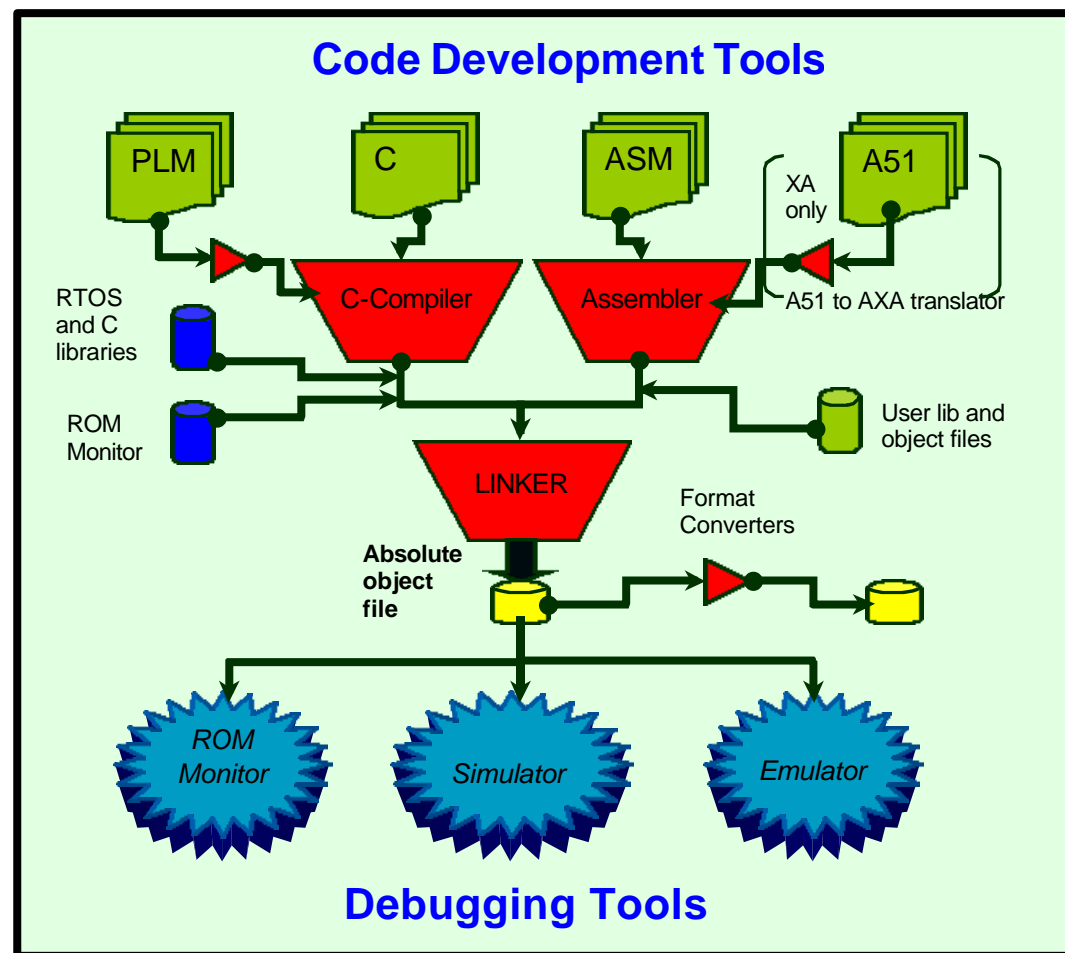 Code Development Tools
PLM
C
ASM
A51
XA
only
C-Compiler
Assembler
A51 to AXA translator
RTOS
and C
libraries
ROM
Monitor
User lib and
object files
LINKER
Format
Converters
Absolute
object
file
ROM
Monitor
Simulator
Emulator
Debugging Tools